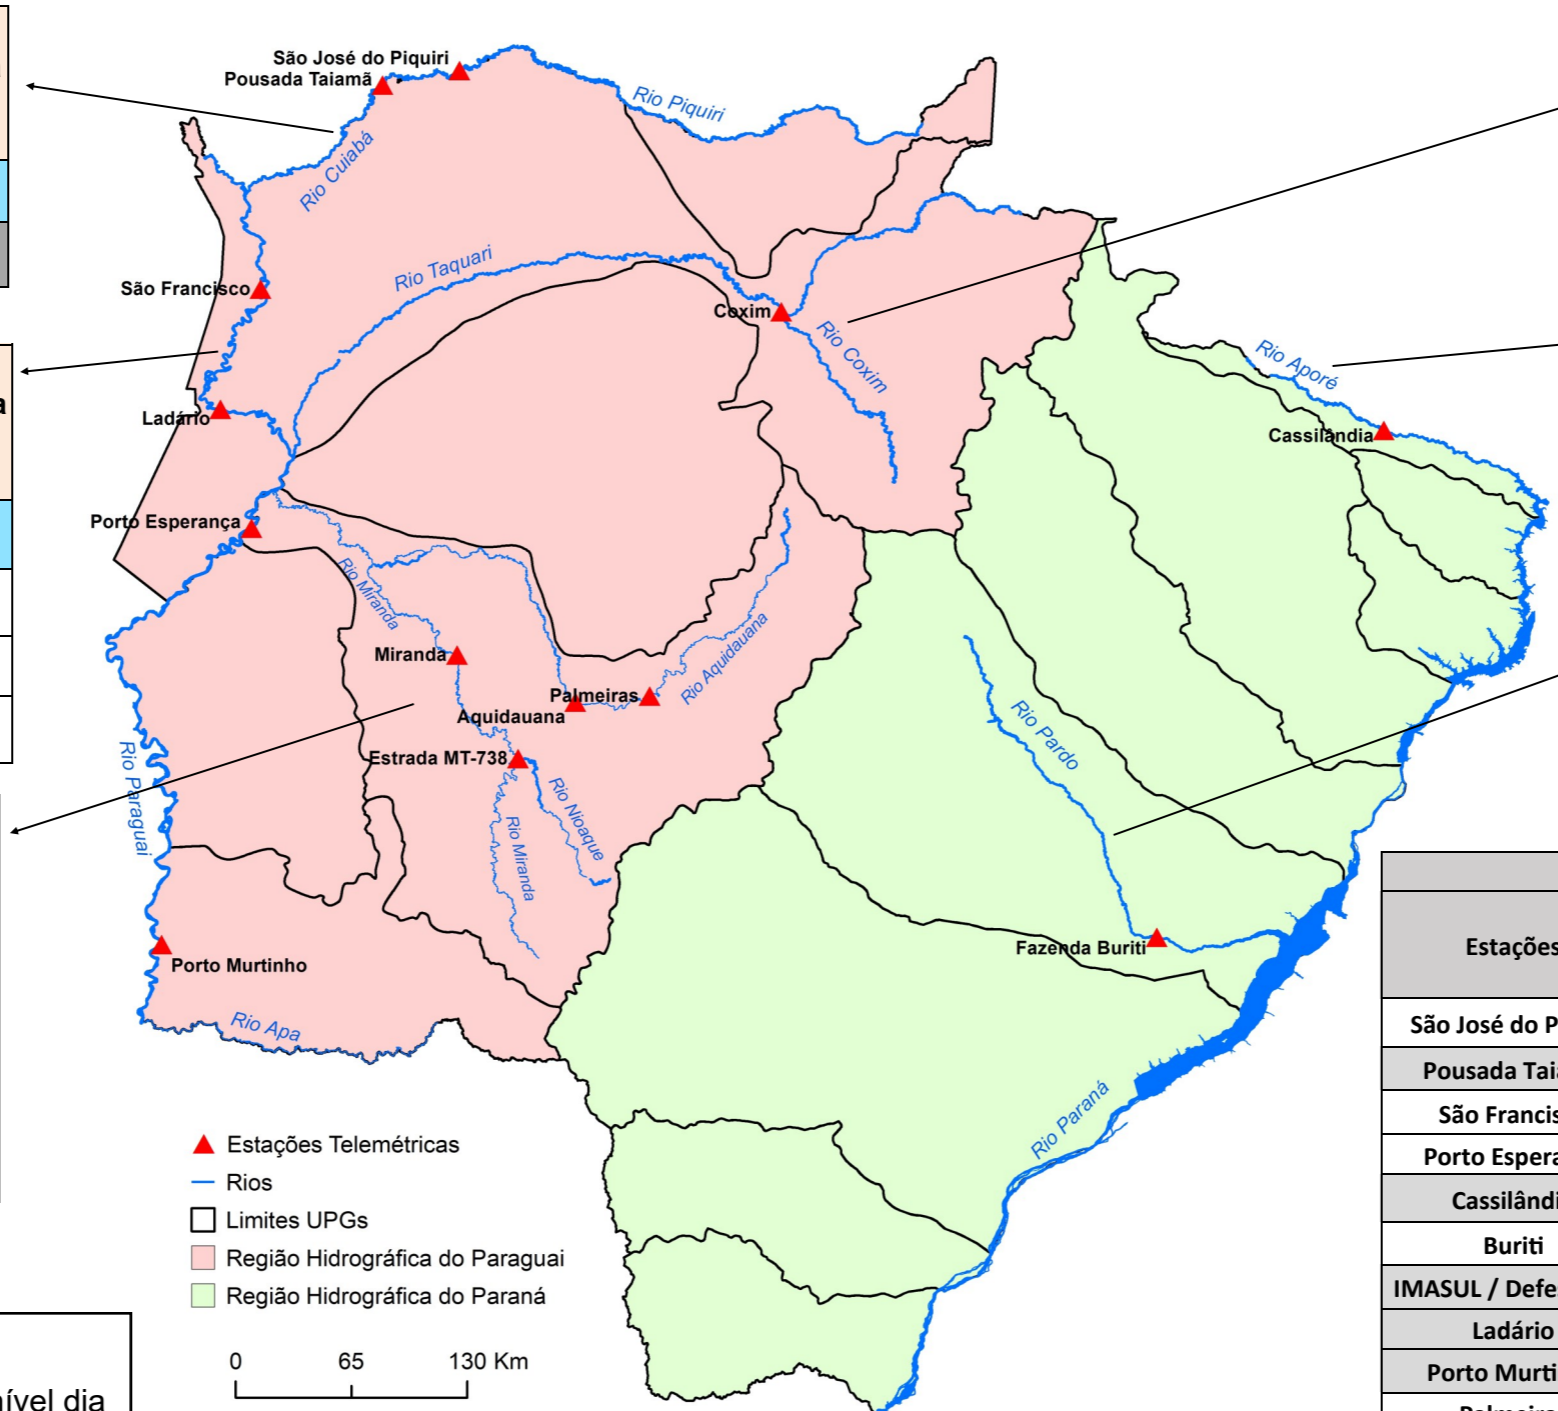 São José do Piquiri
Pousada Taiamã
Rio Piquiri
Rio Cuiabá
São Francisco
Rio Taquari
Coxim
Rio Coxim
Rio Aporé
Cassilândia
Ladário
a
Porto Esperança
Rio Miranda
Miranda
Palmeiras
Rio Aquidauana
Aquidauana
Estrada MT-738
Rio Nioaque
Rio Miranda
Rio Paraguai
Rio Pardo
Fazenda Buriti
Porto Murtinho
Rio Apa
Rio Paraná
Estações Telemétricas
Rios
Limites UPGs
Região Hidrográfica do Paraguai
Região Hidrográfica do Paraná
0 65 130 Km
ível dia
Estações
São José do P
Pousada Tai
São Francis
Porto Espera
Cassilândi
Buriti
IMASUL / Defe
Ladário
Porto Murti